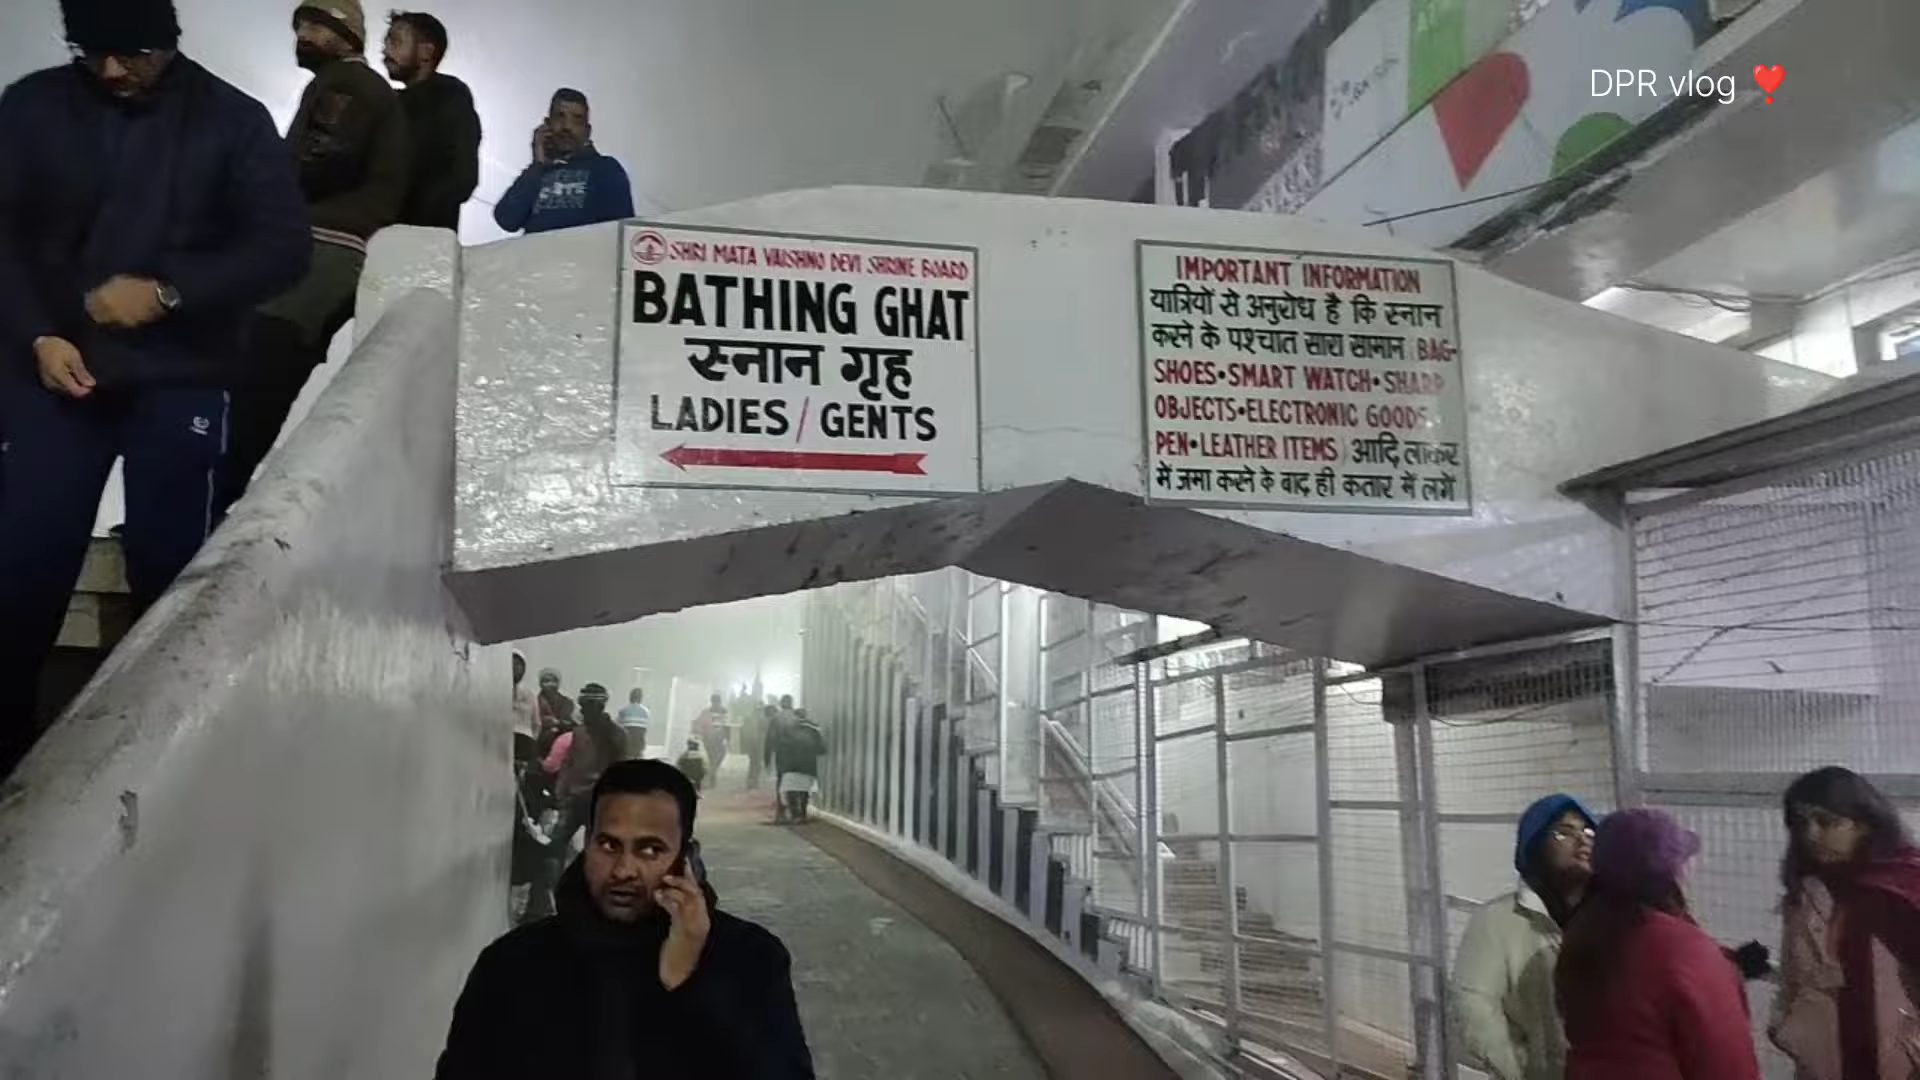 DPR vlog ❣️
SHRI MATA VAISHNO DEVI SHRINE BOARD
BATHING GHAT
स्नान गृह
LADIES / GENTS
IMPORTANT INFORMATION
यात्रियों से अनुरोध है कि स्नान
करने के पश्चात सारा सामान (BAG•
SHOES•SMART WATCH•SHARP
OBJECTS•ELECTRONIC GOODS•
PEN•LEATHER ITEMS) आदि लाकर
में जमा करने के बाद ही कतार में लगें